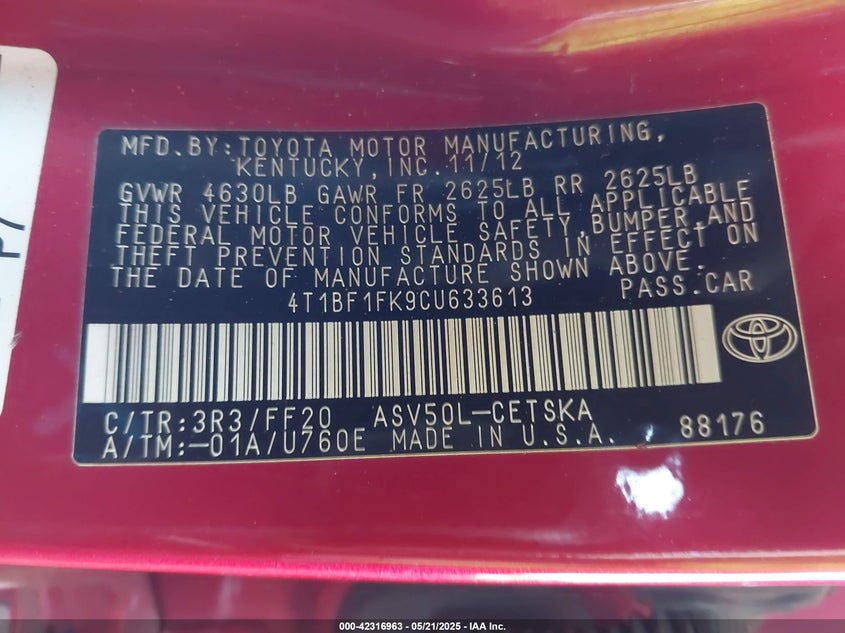 MFD.BY:TOYOTA MOTOR MANUFACTURING,
KENTUCKY,INC.11/12
GVWR 4630LB GAWR FR 2625LB RR 2625LB
THIS VEHICLE CONFORMS TO ALL APPLICABLE
FEDERAL MOTOR VEHICLE SAFETY,BUMPER,AND
THEFT PREVENTION STANDARDS IN EFFECT ON
THE DATE OF MANUFACTURE SHOWN ABOVE.
4T1BF1FK9CU633613 PASS.CAR
C/TR:3R3/FF20 ASV50L-CETSKA
A/TM:-01A/U760E MADE IN U.S.A. 88176
000-42316963 - 05/21/2025 - IAA Inc.